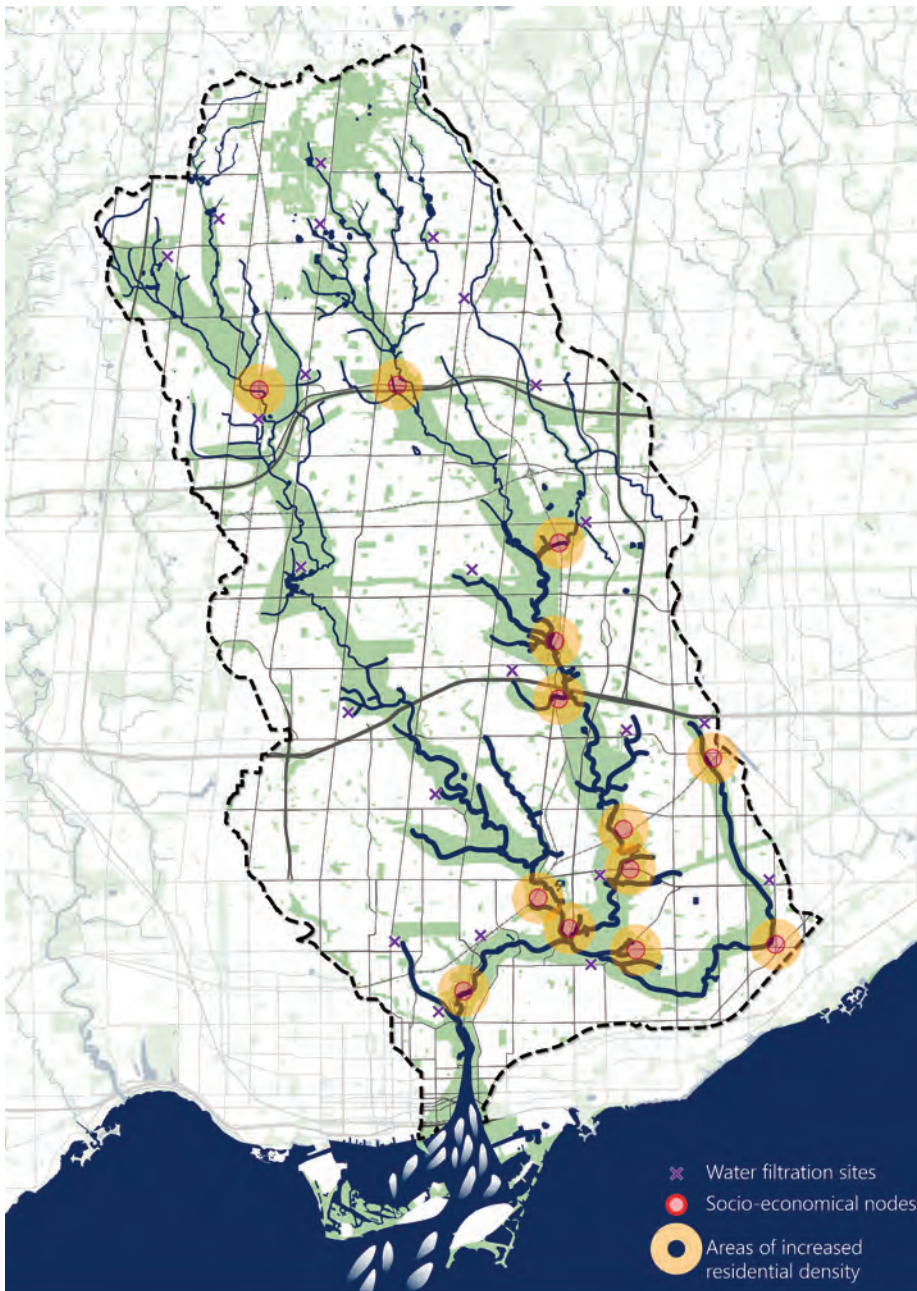 Water filtration sites
Socio-economical nodes
Areas of increased
residential density